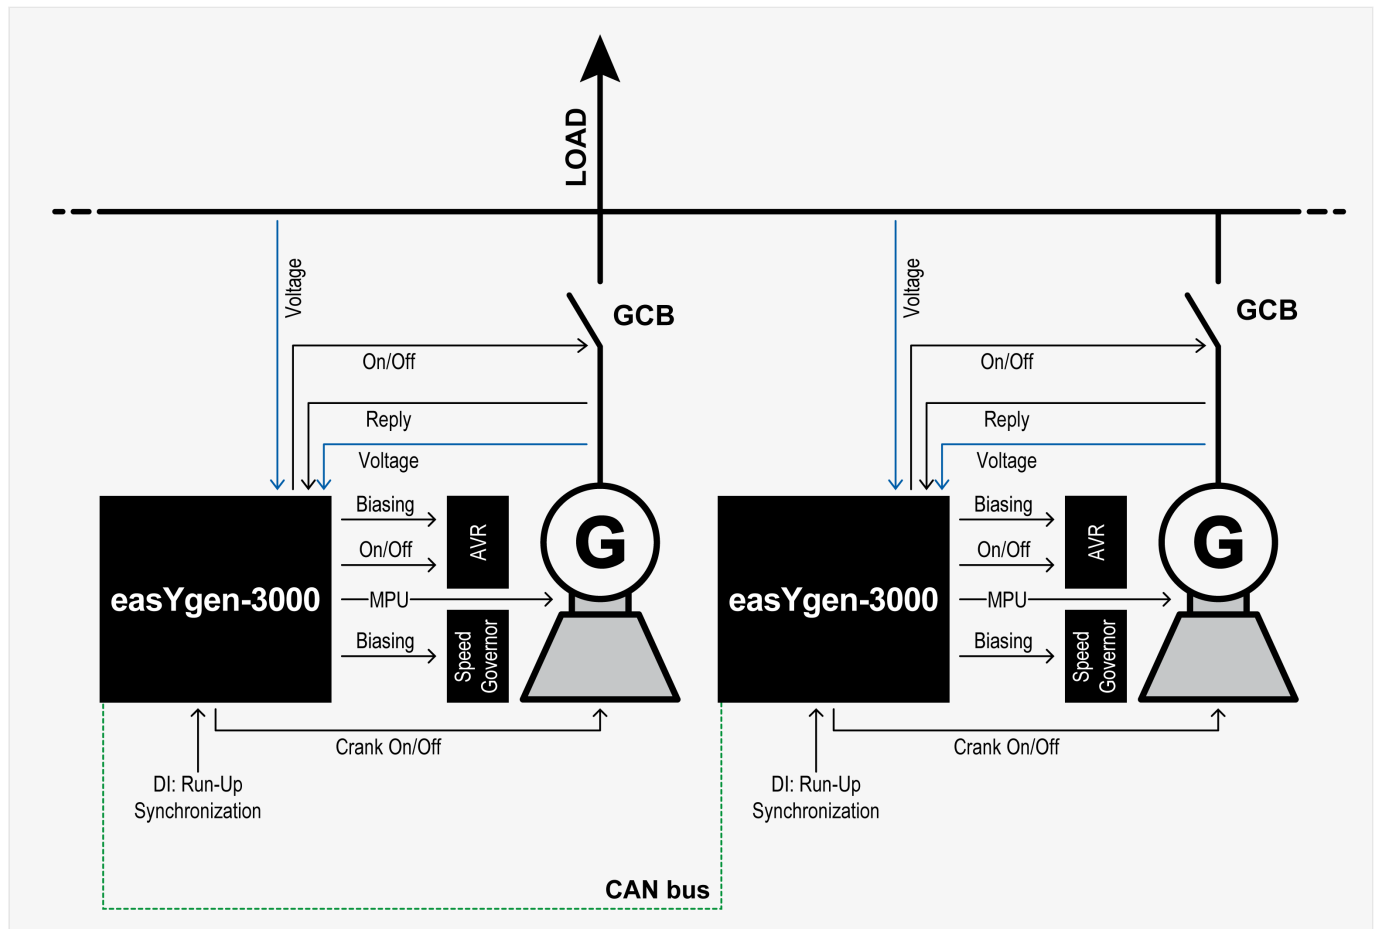 LOAD
Voltage
GCB
On/Off
Reply
Voltage
Biasing
On/Off
MPU
Biasing
AVR
Speed
Governor
G
easYgen-3000
Crank On/Off
DI: Run-Up
Synchronization
Voltage
GCB
On/Off
Reply
Voltage
Biasing
On/Off
MPU
Biasing
AVR
Speed
Governor
G
easYgen-3000
Crank On/Off
DI: Run-Up
Synchronization
CAN bus